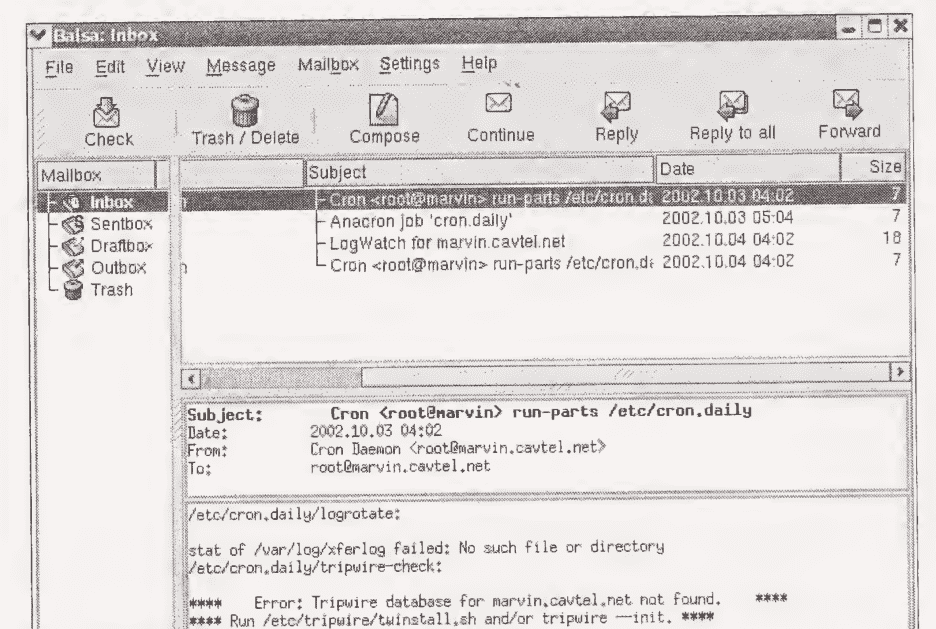 Balsa: Inbox
File Edit View Message Mailbox Settings Help
Check Trash / Delete Compose Continue Reply Reply to all Forward
Mailbox Subject Date Size
Inbox Cron <root@marvin> run-parts /etc/cron.d 2002.10.03 04:02 7
Sentbox Anacron job 'cron.daily' 2002.10.03 05:04 7
Draftbox LogWatch for marvin.cavtel.net 2002.10.04 04:02 18
Outbox Cron <root@marvin> run-parts /etc/cron.d 2002.10.04 04:02 7
Trash
Subject: Cron <root@marvin> run-parts /etc/cron.daily
Date: 2002.10.03 04:02
From: Cron Daemon <root@marvin.cavtel.net>
To: root@marvin.cavtel.net
/etc/cron.daily/logrotate:
stat of /var/log/xferlog failed: No such file or directory
/etc/cron.daily/tripwire-check:
**** Error: Tripwire database for marvin.cavtel.net not found. ****
**** Run /etc/tripwire/twinstall.sh and/or tripwire --init. ****